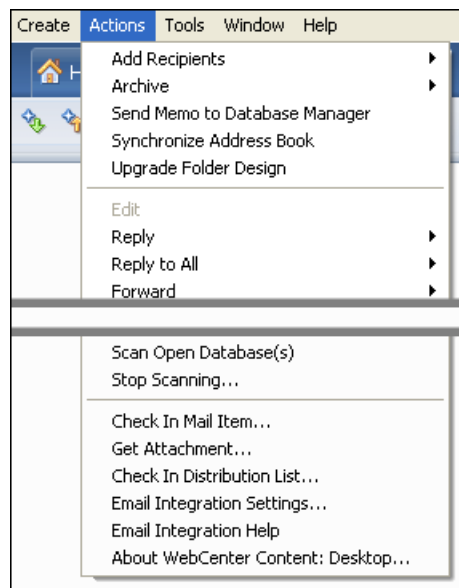 Create Actions Tools Window Help
H
Add Recipients
Archive
Send Memo to Database Manager
Synchronize Address Book
Upgrade Folder Design
Edit
Reply
Reply to All
Forward
Scan Open Database(s)
Stop Scanning...
Check In Mail Item...
Get Attachment...
Check In Distribution List...
Email Integration Settings...
Email Integration Help
About WebCenter Content: Desktop...